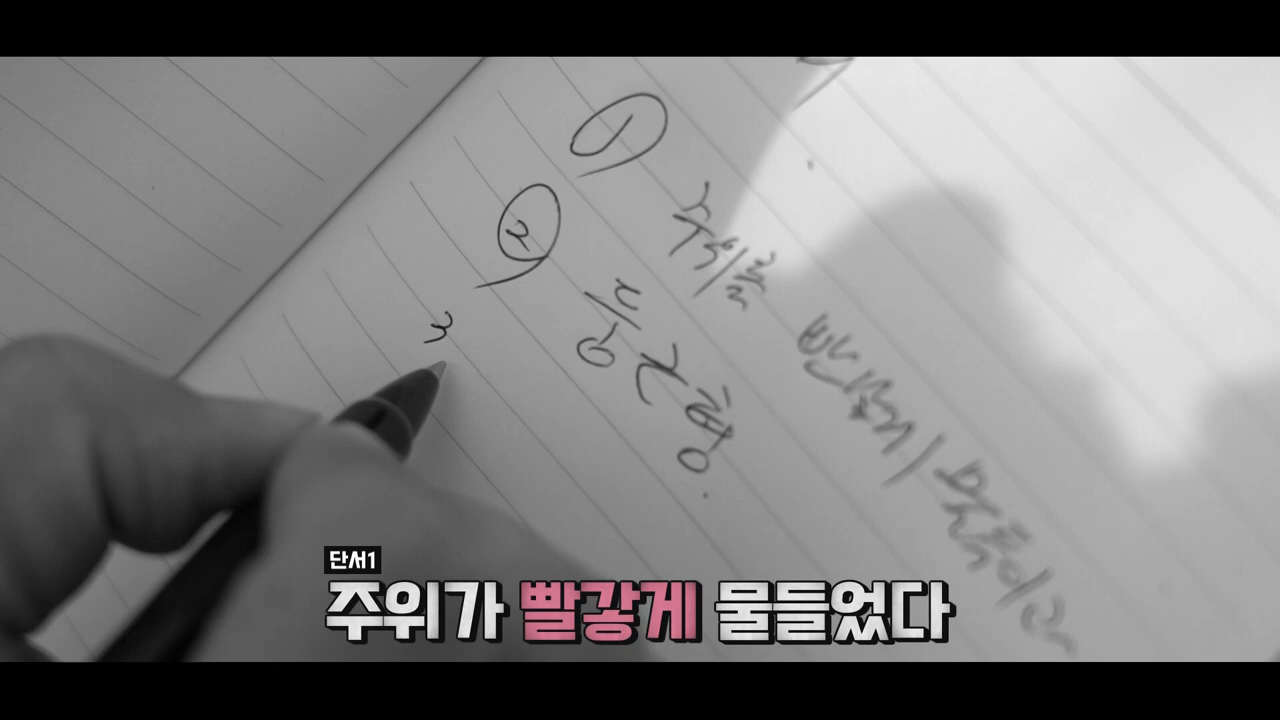 ① 주위를 빨갛게
② 동근형.
3
단서1
주위가 빨갛게 물들었다